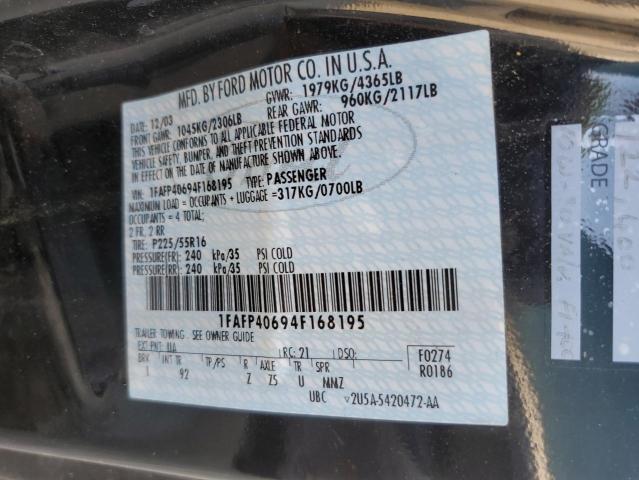 MFD. BY FORD MOTOR CO. IN U.S.A.
DATE: 12/03 GVWR: 1979KG/4365LB
FRONT GAWR: 1045KG/2306LB REAR GAWR: 960KG/2117LB
THIS VEHICLE CONFORMS TO ALL APPLICABLE FEDERAL MOTOR
VEHICLE SAFETY, BUMPER, AND THEFT PREVENTION STANDARDS
IN EFFECT ON THE DATE OF MANUFACTURE SHOWN ABOVE.
VIN: 1FAFP40694F168195 TYPE: PASSENGER
MAXIMUM LOAD = OCCUPANTS + LUGGAGE =317KG/0700LB
OCCUPANTS = 4 TOTAL;
2 FR, 2 RR
TIRE: P225/55R16
PRESSURE(FR): 240 kPa/35 PSI COLD
PRESSURE(RR): 240 kPa/35 PSI COLD
1FAFP40694F168195
TRAILER TOWING - SEE OWNER GUIDE
EXT PNT: UA RC: 21 DSO: F0274
BRK INT TR TP/PS R AXLE TR SPR R0186
1 92 Z Z5 U MMZ
UBC ▽2U5A-5420472-AA
GRADE